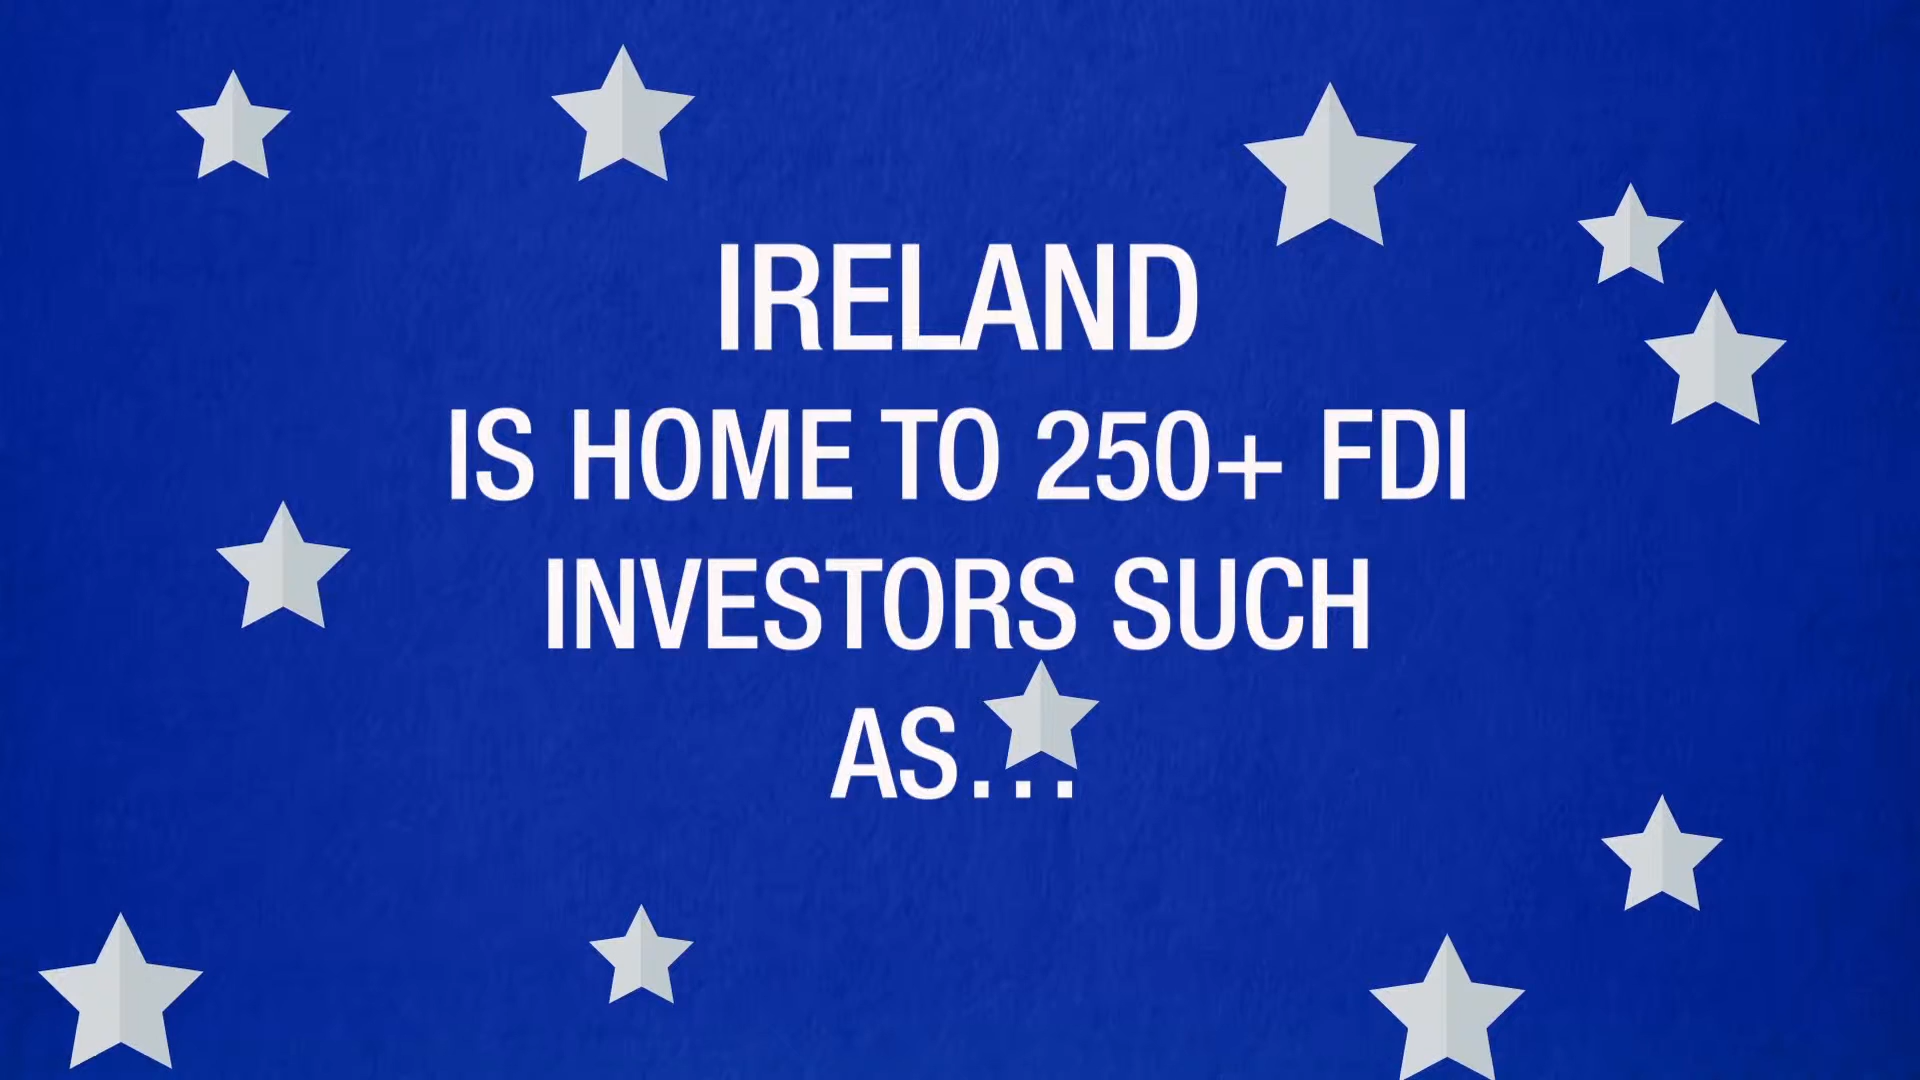 IRELAND
IS HOME TO 250+ FDI
INVESTORS SUCH
AS...